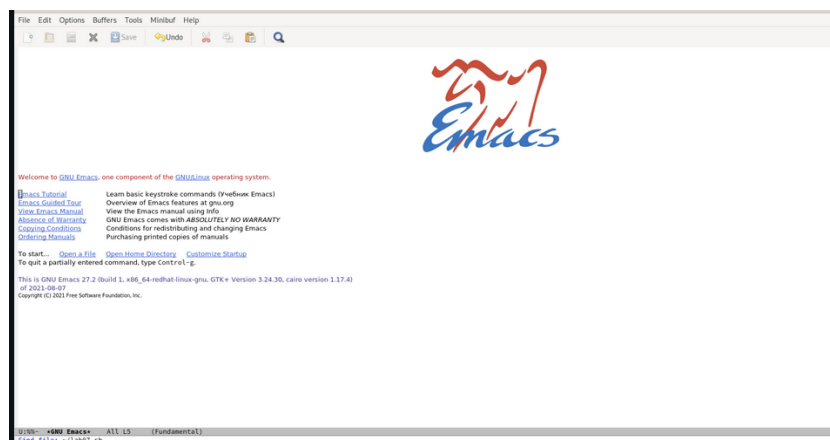 File Edit Options Buffers Tools Minibuf Help
Save Undo
Emacs
Welcome to GNU Emacs, one component of the GNU/Linux operating system.
Emacs Tutorial Learn basic keystroke commands (Учебник Emacs)
Emacs Guided Tour Overview of Emacs features at gnu.org
View Emacs Manual View the Emacs manual using Info
Absence of Warranty GNU Emacs comes with ABSOLUTELY NO WARRANTY
Copying Conditions Conditions for redistributing and changing Emacs
Ordering Manuals Purchasing printed copies of manuals
To start... Open a File Open Home Directory Customize Startup
To quit a partially entered command, type Control-g.
This is GNU Emacs 27.2 (build 1, x86_64-redhat-linux-gnu, GTK+ Version 3.24.30, cairo version 1.17.4)
of 2021-08-07
Copyright (C) 2021 Free Software Foundation, Inc.
U:%%- *GNU Emacs* All L5 (Fundamental)
Find file: ~/lab07.sh